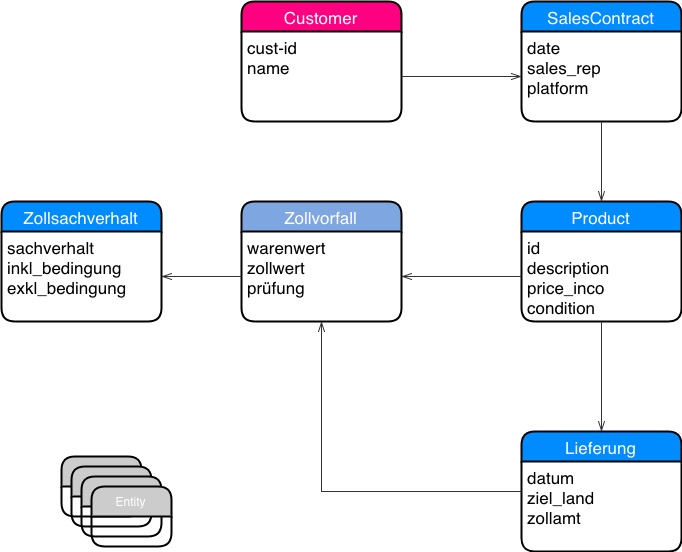 Customer
cust-id
name
SalesContract
date
sales_rep
platform
Zollsachverhalt
sachverhalt
inkl_bedingung
exkl_bedingung
Zollvorfall
warenwert
zollwert
prüfung
Product
id
description
price_inco
condition
Lieferung
datum
ziel_land
zollamt
Entity